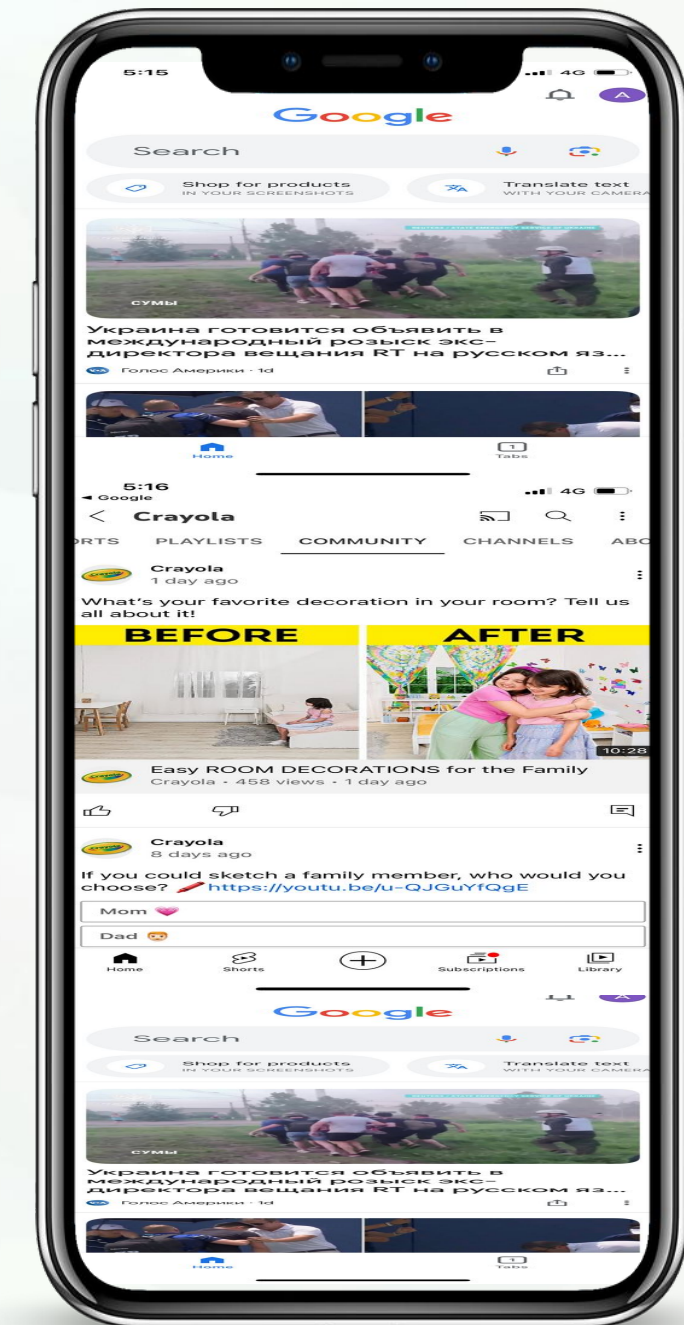 5:15
4G
A
Google
Search
Shop for products
IN YOUR SCREENSHOTS
Translate text
WITH YOUR CAMERA
СУМЫ
Украина готовится объявить в
международный розыск экс-
директора вещания RT на русском яз...
Голос Америки · 1d
Home
1
Tabs
5:16
4G
◄ Google
Crayola
ORTS PLAYLISTS COMMUNITY CHANNELS ABO
Crayola
1 day ago
What's your favorite decoration in your room? Tell us
all about it!
BEFORE AFTER
10:28
Easy ROOM DECORATIONS for the Family
Crayola • 458 views • 1 day ago
Crayola
8 days ago
If you could sketch a family member, who would you
choose? 🖍️ https://youtu.be/u-QJGuYfQgE
Mom 💗
Dad 🧔
Home
Shorts
Subscriptions
Library
A
Google
Search
Shop for products
IN YOUR SCREENSHOTS
Translate text
WITH YOUR CAMERA
СУМЫ
Украина готовится объявить в
международный розыск экс-
директора вещания RT на русском яз...
Голос Америки · 1d
Home
1
Tabs